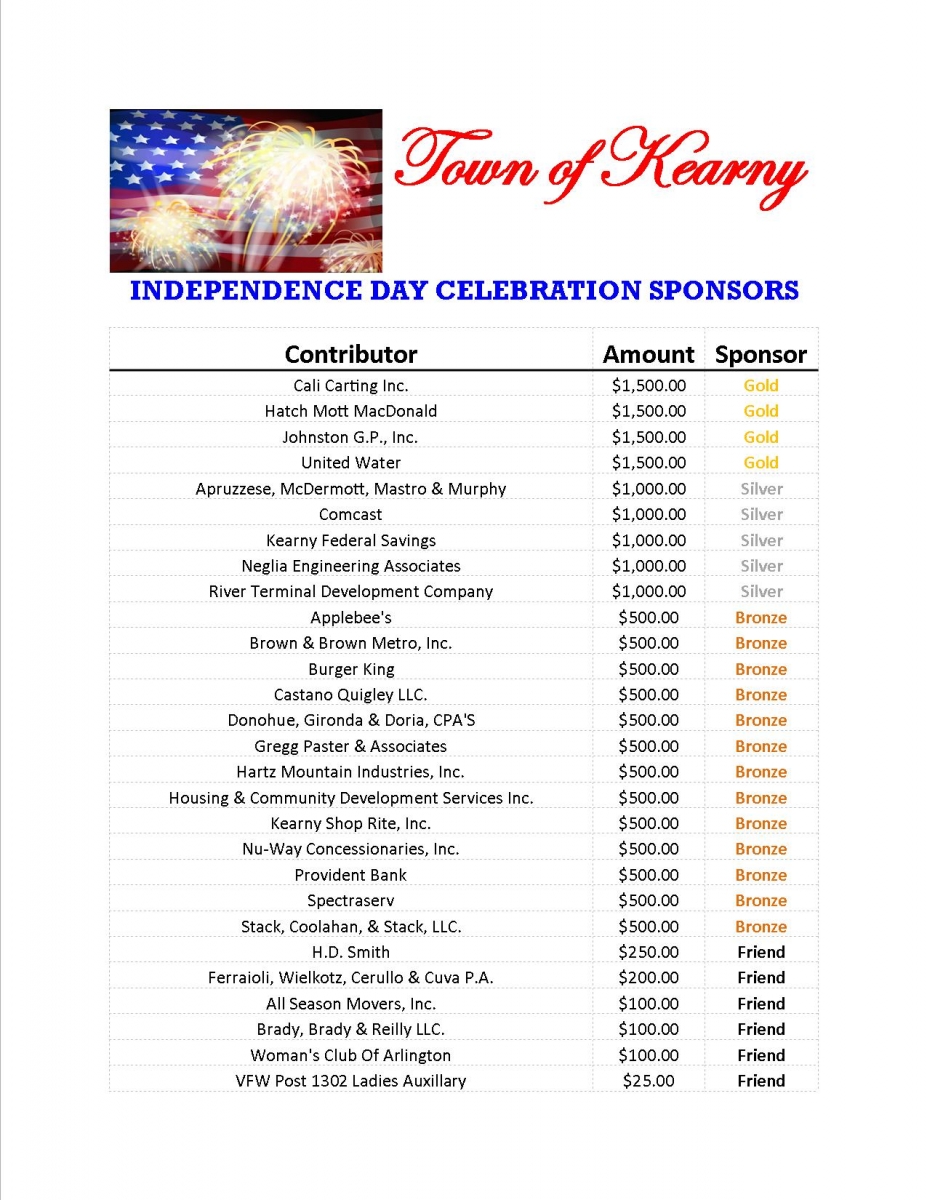 Town of Kearny
INDEPENDENCE DAY CELEBRATION SPONSORS
Contributor Amount Sponsor
Cali Carting Inc. $1,500.00 Gold
Hatch Mott MacDonald $1,500.00 Gold
Johnston G.P., Inc. $1,500.00 Gold
United Water $1,500.00 Gold
Apruzzese, McDermott, Mastro & Murphy $1,000.00 Silver
Comcast $1,000.00 Silver
Kearny Federal Savings $1,000.00 Silver
Neglia Engineering Associates $1,000.00 Silver
River Terminal Development Company $1,000.00 Silver
Applebee's $500.00 Bronze
Brown & Brown Metro, Inc. $500.00 Bronze
Burger King $500.00 Bronze
Castano Quigley LLC. $500.00 Bronze
Donohue, Gironda & Doria, CPA'S $500.00 Bronze
Gregg Paster & Associates $500.00 Bronze
Hartz Mountain Industries, Inc. $500.00 Bronze
Housing & Community Development Services Inc. $500.00 Bronze
Kearny Shop Rite, Inc. $500.00 Bronze
Nu-Way Concessionaries, Inc. $500.00 Bronze
Provident Bank $500.00 Bronze
Spectraserv $500.00 Bronze
Stack, Coolahan, & Stack, LLC. $500.00 Bronze
H.D. Smith $250.00 Friend
Ferraioli, Wielkotz, Cerullo & Cuva P.A. $200.00 Friend
All Season Movers, Inc. $100.00 Friend
Brady, Brady & Reilly LLC. $100.00 Friend
Woman's Club Of Arlington $100.00 Friend
VFW Post 1302 Ladies Auxillary $25.00 Friend